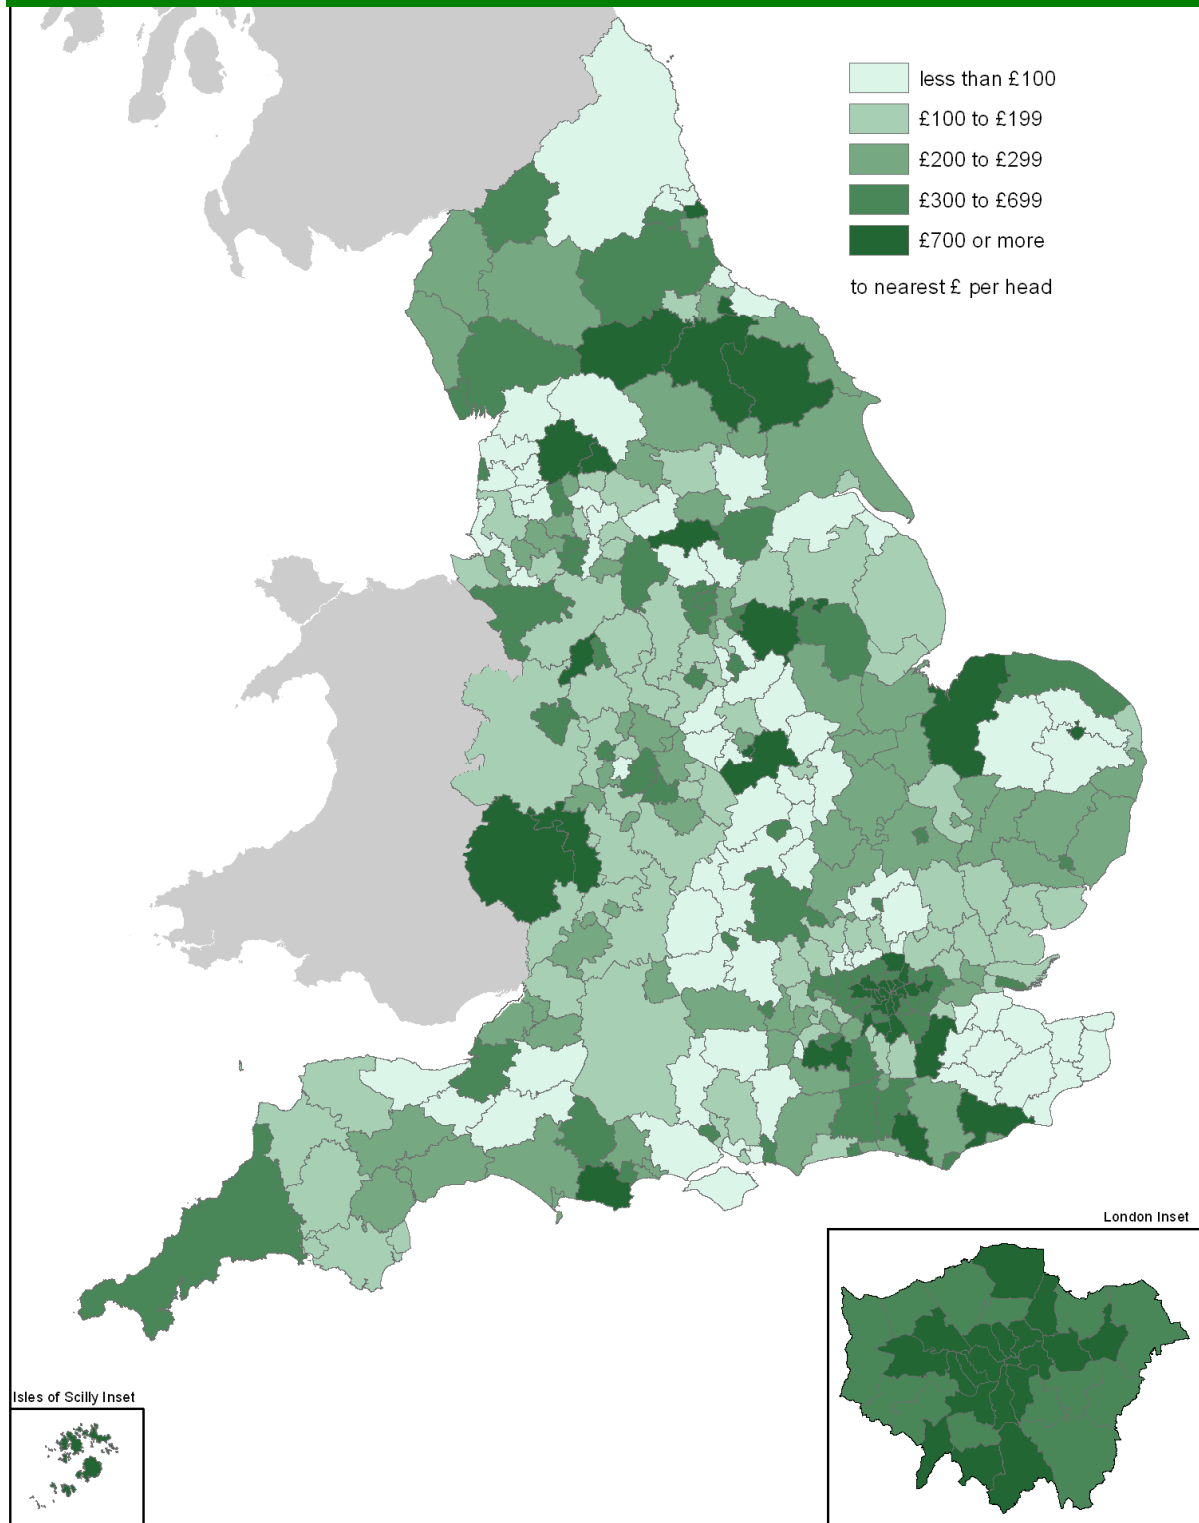 less than £100
£100 to £199
£200 to £299
£300 to £699
£700 or more
to nearest £ per head
London Inset
Isles of Scilly Inset